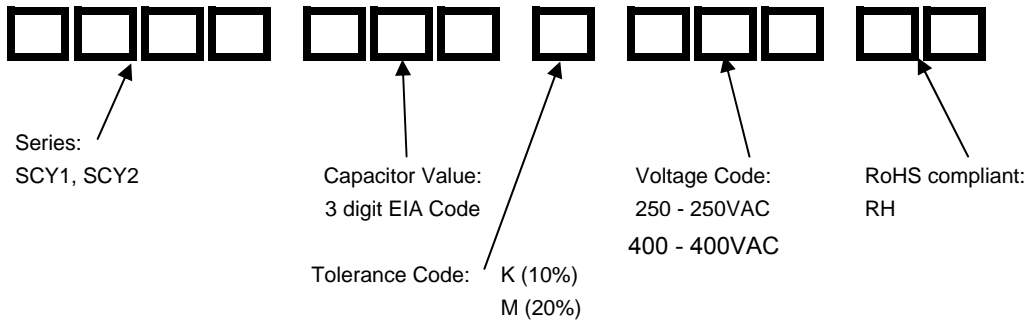 Series:
SCY1, SCY2
Capacitor Value:
3 digit EIA Code
Tolerance Code: K (10%)
M (20%)
Voltage Code:
250 - 250VAC
400 - 400VAC
RoHS compliant:
RH